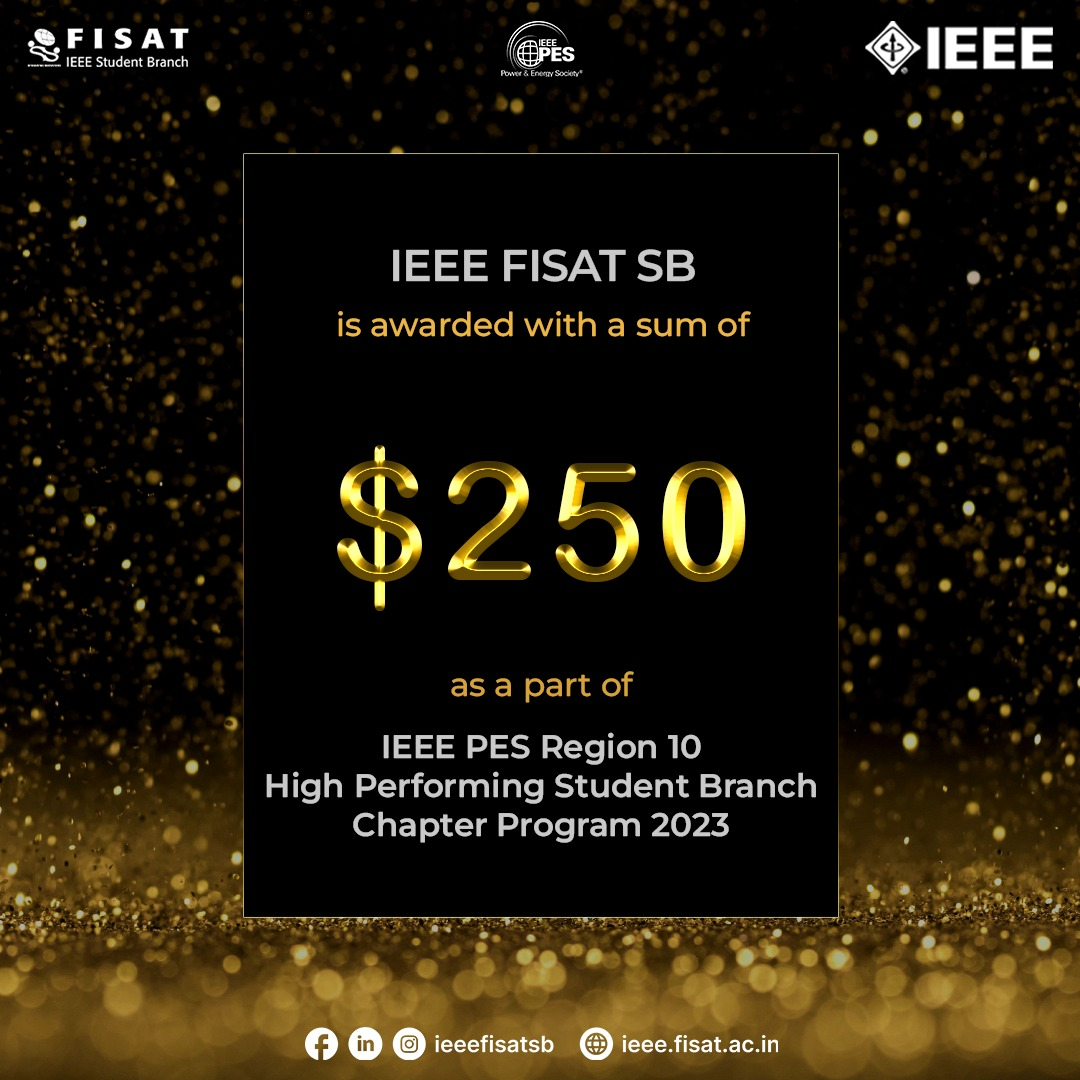 FISAT
IEEE Student Branch
IEEE
PES
Power & Energy Society®
IEEE
IEEE FISAT SB
is awarded with a sum of
$250
as a part of
IEEE PES Region 10
High Performing Student Branch
Chapter Program 2023
ieeefisatsb
ieee.fisat.ac.in